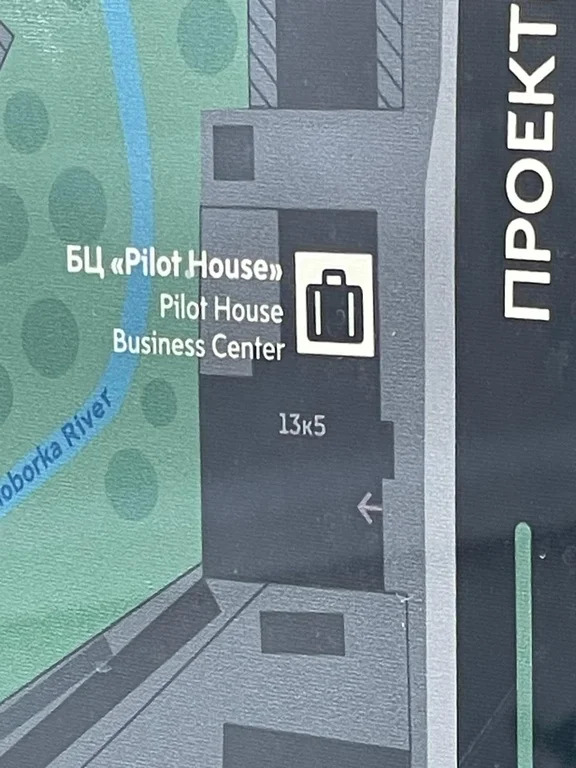 БЦ «Pilot House»
Pilot House
Business Center
13к5
oborka River
ПРОЕКТ